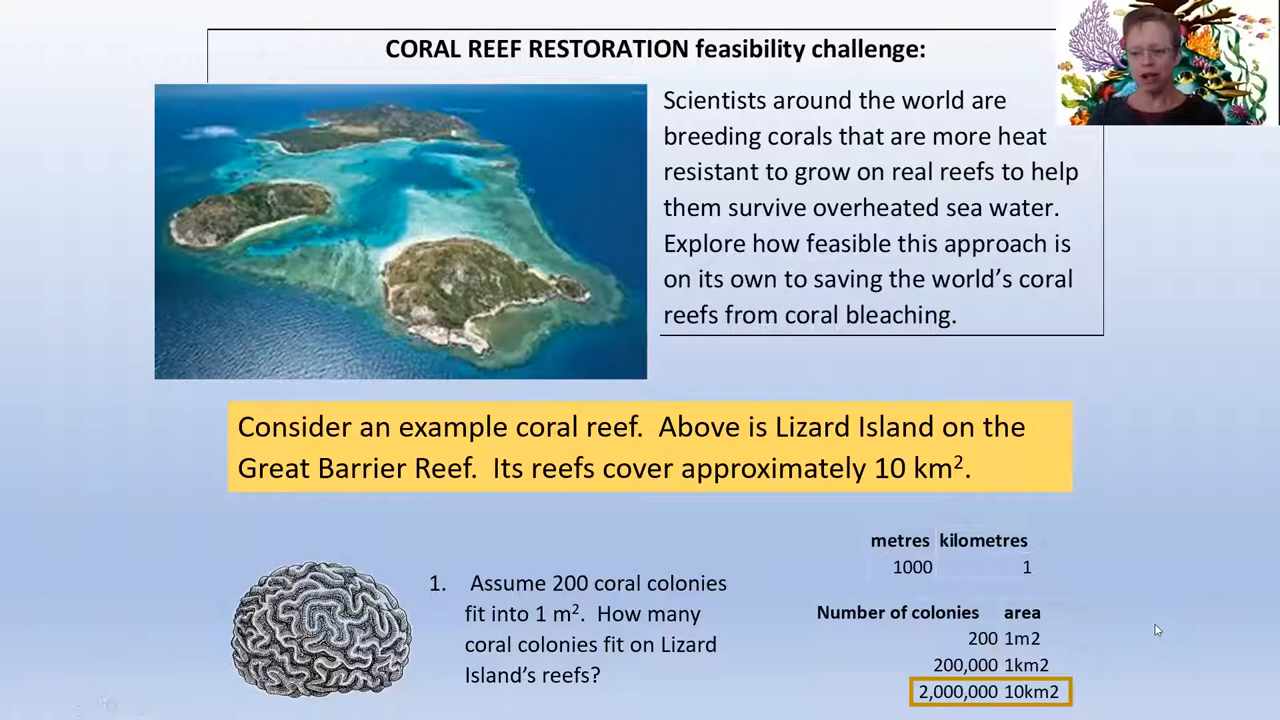 CORAL REEF RESTORATION feasibility challenge:
Scientists around the world are
breeding corals that are more heat
resistant to grow on real reefs to help
them survive overheated sea water.
Explore how feasible this approach is
on its own to saving the world’s coral
reefs from coral bleaching.
Consider an example coral reef.  Above is Lizard Island on the
Great Barrier Reef.  Its reefs cover approximately 10 km².
1. Assume 200 coral colonies
fit into 1 m².  How many
coral colonies fit on Lizard
Island’s reefs?
metres kilometres
1000 1
Number of colonies area
200 1m2
200,000 1km2
2,000,000 10km2